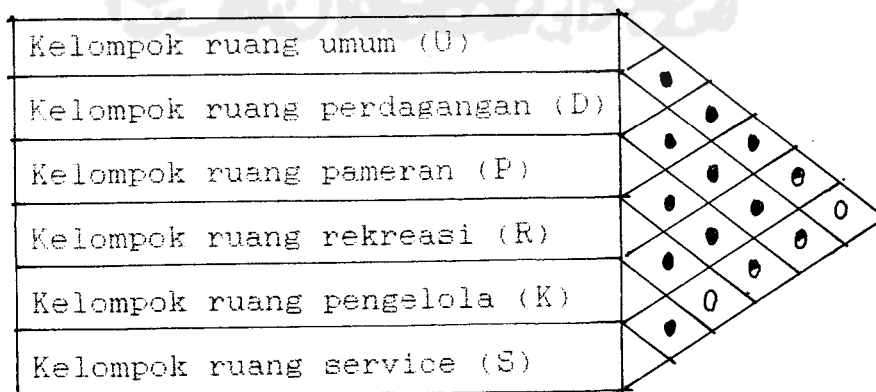 Kelompok ruang umum (U)
Kelompok ruang perdagangan (D)
Kelompok ruang pameran (P)
Kelompok ruang rekreasi (R)
Kelompok ruang pengelola (K)
Kelompok ruang service (S)